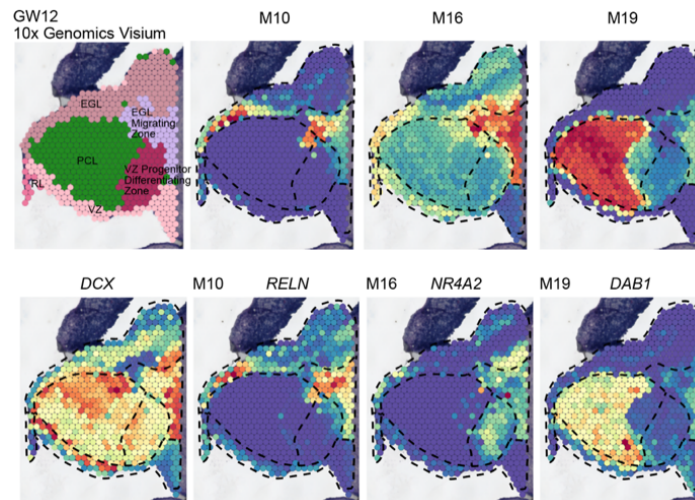 GW12
10x Genomics Visium
M10
M16
M19
EGL
EGL
Migrating
Zone
PCL
VZ Progenitor
Differentiating
Zone
RL
VZ
DCX
M10 RELN
M16 NR4A2
M19 DAB1